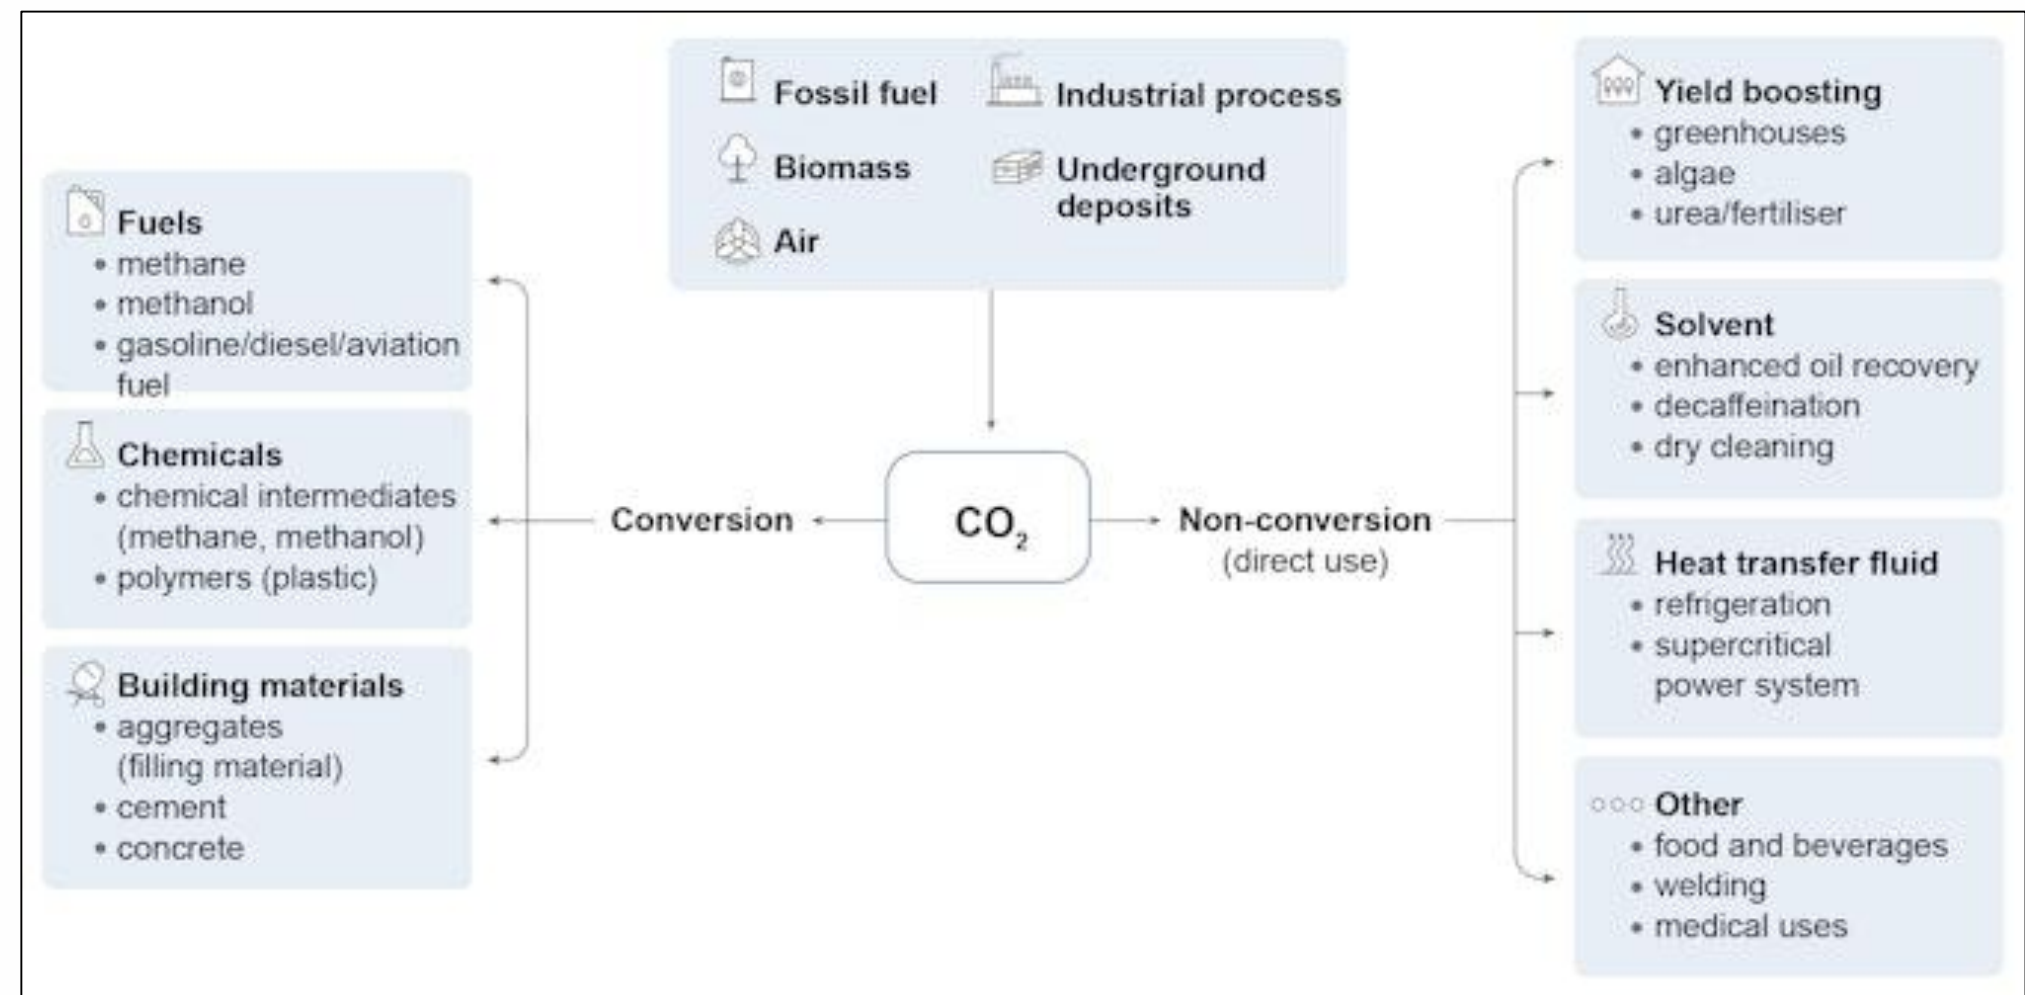 Fossil fuel
Biomass
Air
Industrial process
Underground
deposits
Fuels
• methane
• methanol
• gasoline/diesel/aviation
fuel
Chemicals
• chemical intermediates
(methane, methanol)
• polymers (plastic)
Building materials
• aggregates
(filling material)
• cement
• concrete
Conversion
CO₂
Non-conversion
(direct use)
Yield boosting
• greenhouses
• algae
• urea/fertiliser
Solvent
• enhanced oil recovery
• decaffeination
• dry cleaning
Heat transfer fluid
• refrigeration
• supercritical
power system
Other
• food and beverages
• welding
• medical uses